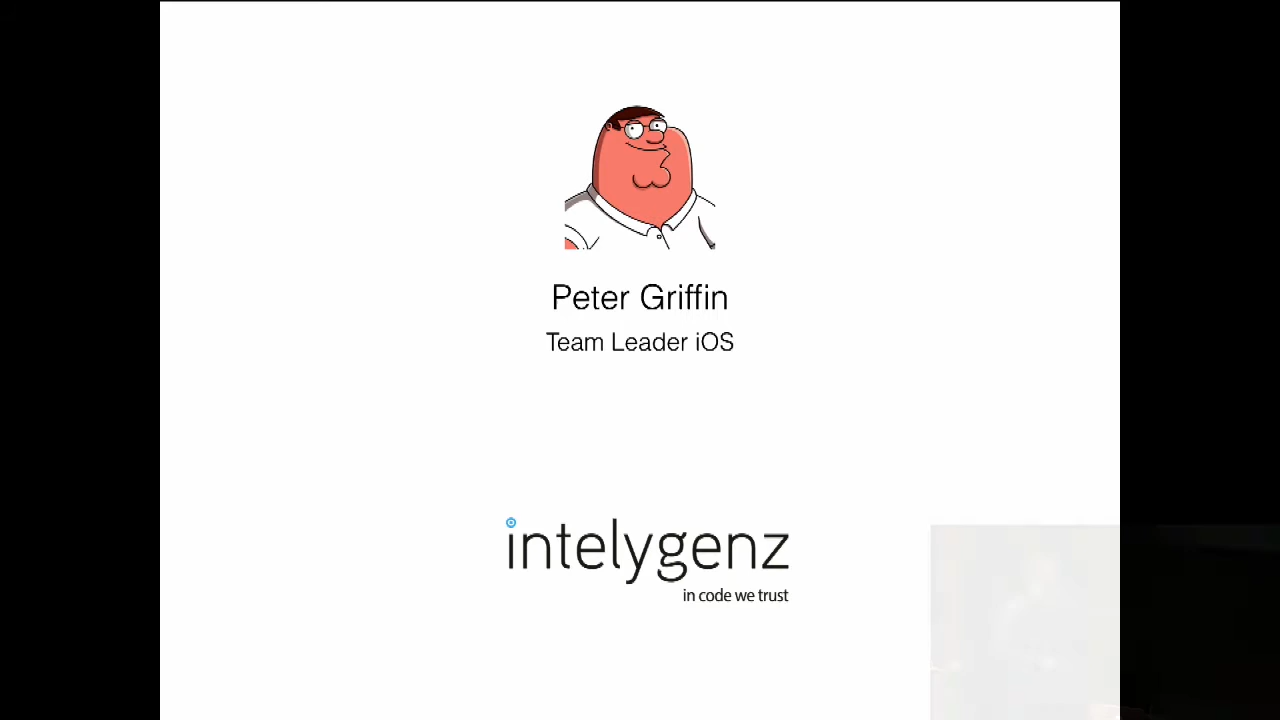 Peter Griffin
Team Leader iOS
intelygenz
in code we trust